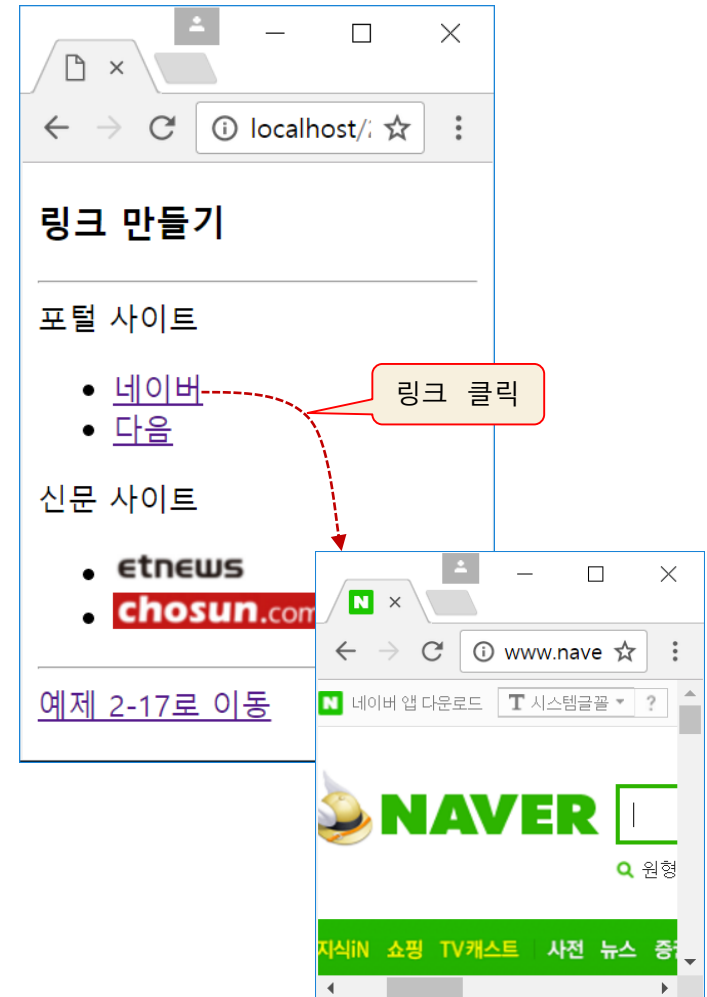 localhost/2
링크 만들기
포털 사이트
네이버
링크 클릭
다음
신문 사이트
etnews
chosun.com
예제 2-17로 이동
N
www.nave
N 네이버 앱 다운로드 T 시스템글꼴 ?
NAVER
원형
지식iN 쇼핑 TV캐스트 사전 뉴스